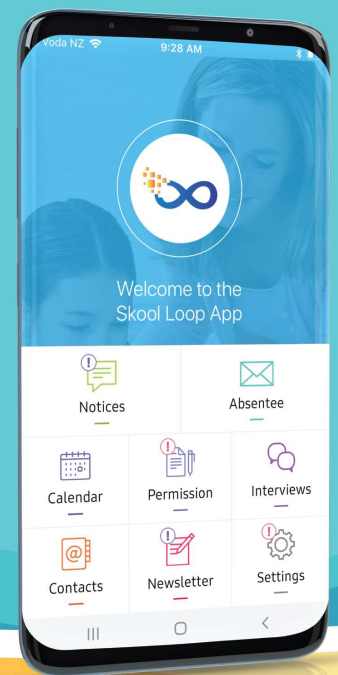 Voda NZ
9:28 AM
Welcome to the
Skool Loop App
Notices
Absentee
Calendar
Permission
Interviews
Contacts
Newsletter
Settings